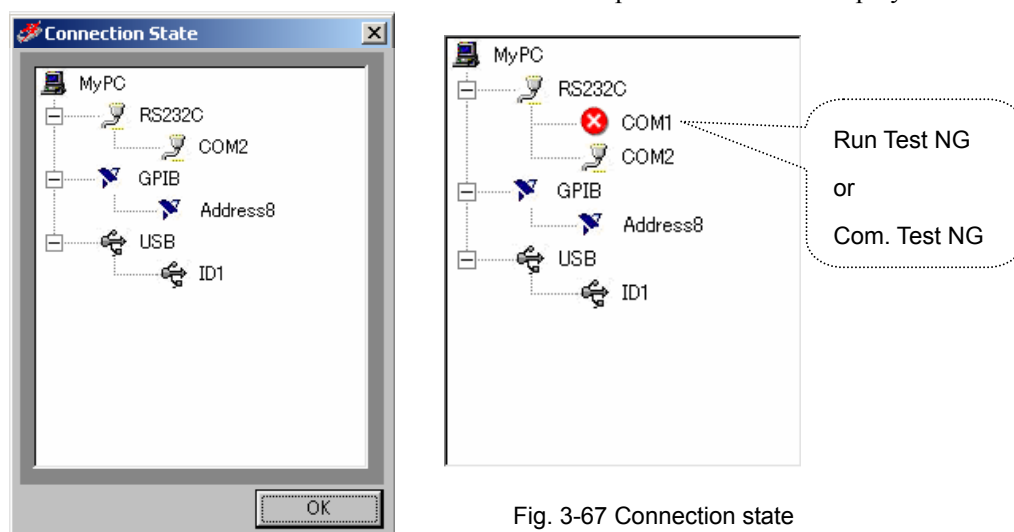 Connection State
MyPC
RS232C
COM2
GPIB
Address8
USB
ID1
OK
MyPC
RS232C
COM1
COM2
GPIB
Address8
USB
ID1
Run Test NG
or
Com. Test NG
Fig. 3-67 Connection state